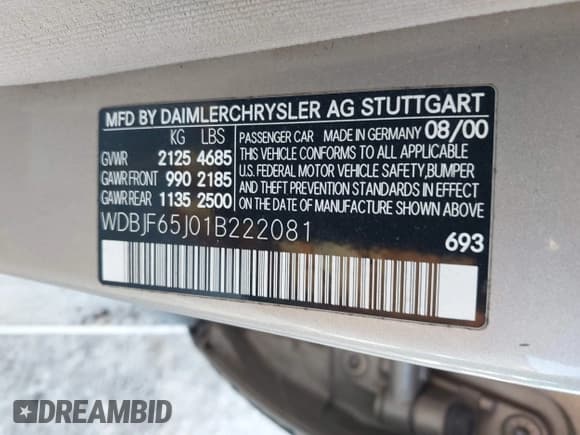 MFD BY DAIMLERCHRYSLER AG STUTTGART
KG LBS
GVWR 2125 4685
GAWR FRONT 990 2185
GAWR REAR 1135 2500
PASSENGER CAR MADE IN GERMANY 08/00
THIS VEHICLE CONFORMS TO ALL APPLICABLE
U.S. FEDERAL MOTOR VEHICLE SAFETY,BUMPER
AND THEFT PREVENTION STANDARDS IN EFFECT
ON THE DATE OF MANUFACTURE SHOWN ABOVE.
WDBJF65J01B222081
693
DREAMBID